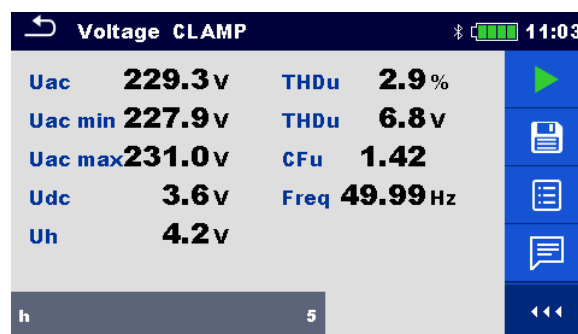 Voltage CLAMP 11:03
Uac 229.3 V THDu 2.9 %
Uac min 227.9 V THDu 6.8 V
Uac max 231.0 V CFu 1.42
Udc 3.6 V Freq 49.99 Hz
Uh 4.2 V
h 5